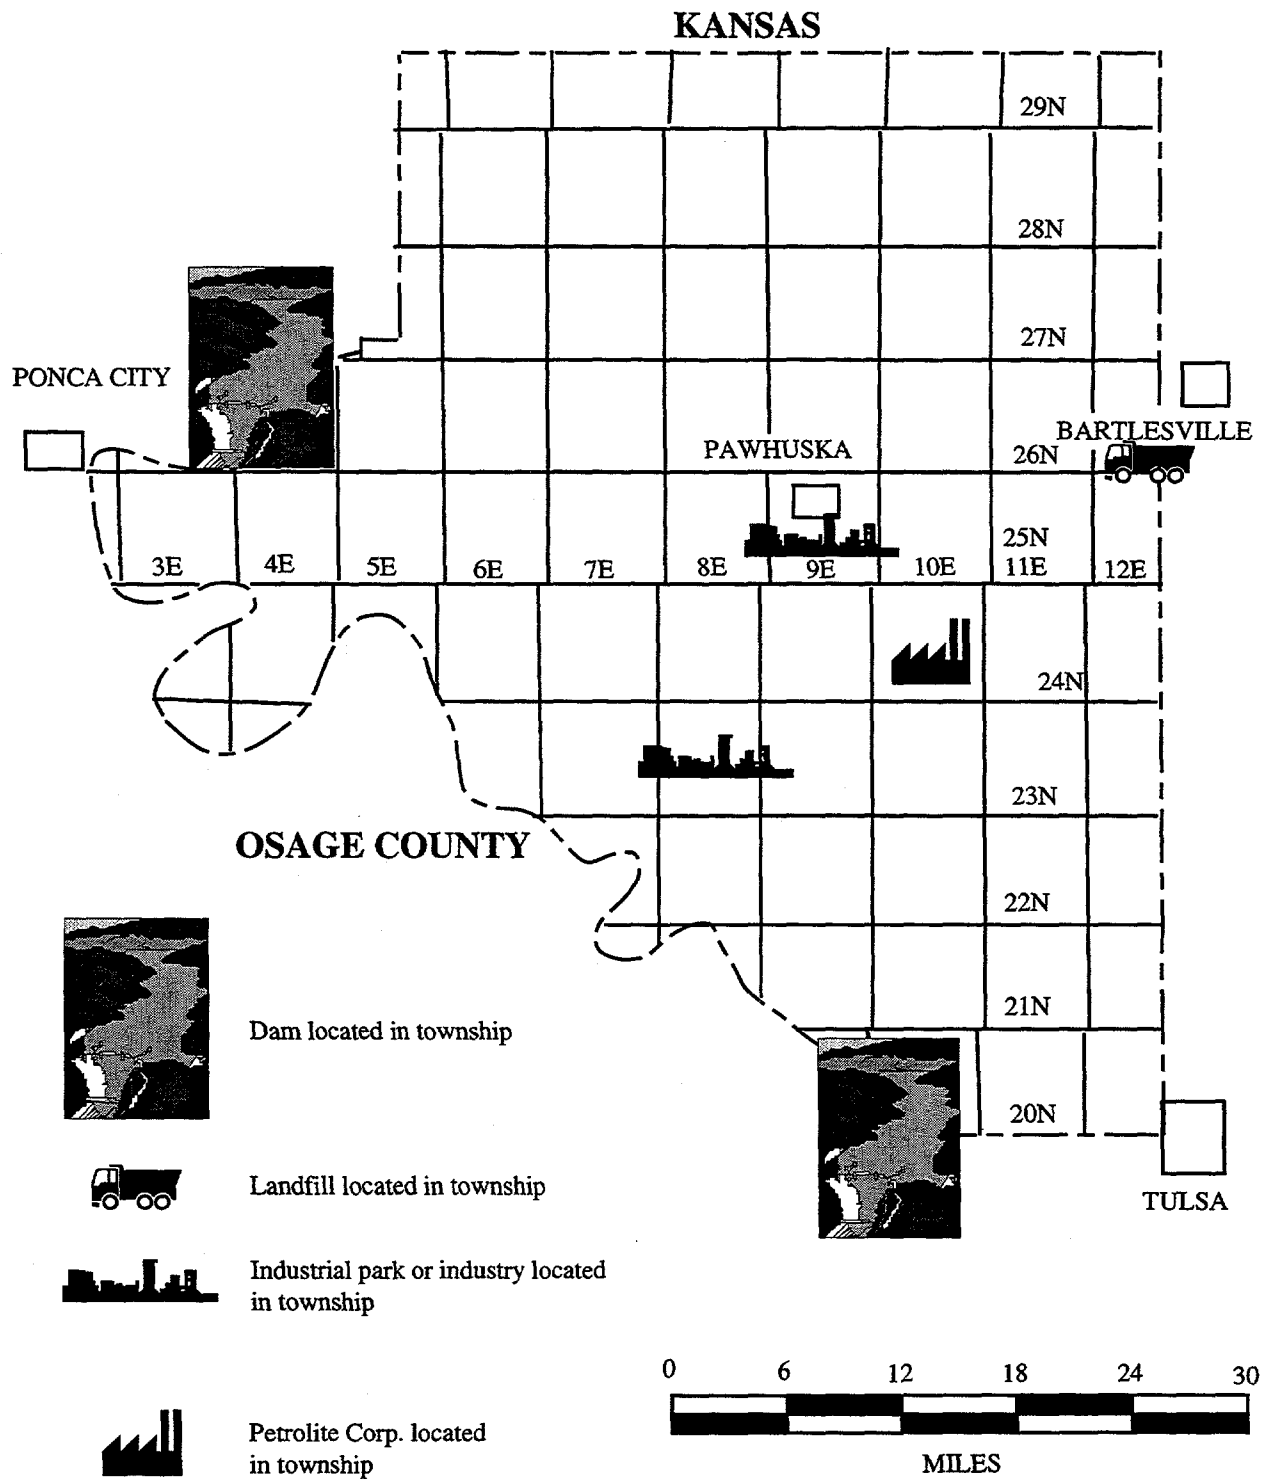 KANSAS
29N
28N
27N
PONCA CITY
BARTLESVILLE
PAWHUSKA
26N
25N
3E 4E 5E 6E 7E 8E 9E 10E 11E 12E
24N
23N
OSAGE COUNTY
22N
21N
Dam located in township
20N
TULSA
Landfill located in township
Industrial park or industry located
in township
0 6 12 18 24 30
Petrolite Corp. located
in township
MILES